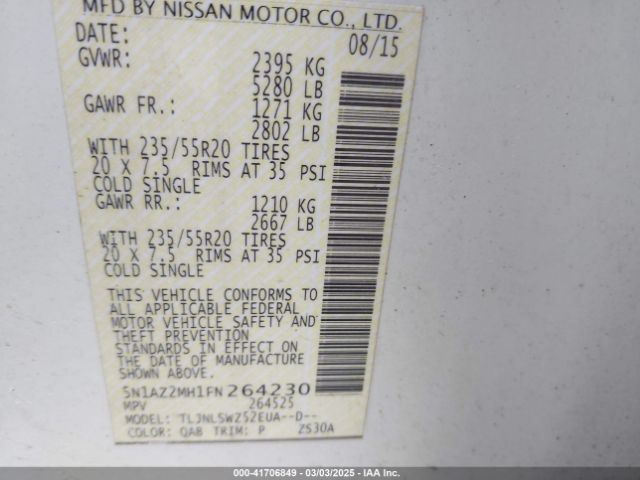 MFD BY NISSAN MOTOR CO., LTD.
DATE: 08/15
GVWR: 2395 KG
5280 LB
GAWR FR.: 1271 KG
2802 LB
WITH 235/55R20 TIRES
20 X 7.5 RIMS AT 35 PSI
COLD SINGLE
GAWR RR.: 1210 KG
2667 LB
WITH 235/55R20 TIRES
20 X 7.5 RIMS AT 35 PSI
COLD SINGLE
THIS VEHICLE CONFORMS TO
ALL APPLICABLE FEDERAL
MOTOR VEHICLE SAFETY AND
THEFT PREVENTION
STANDARDS IN EFFECT ON
THE DATE OF MANUFACTURE
SHOWN ABOVE.
5N1AZ2MH1FN264230
MPV 264525
MODEL: TLJNLSWZ52EUA--D--
COLOR: QAB TRIM: P ZS30A
000-41706849 - 03/03/2025 - IAA Inc.